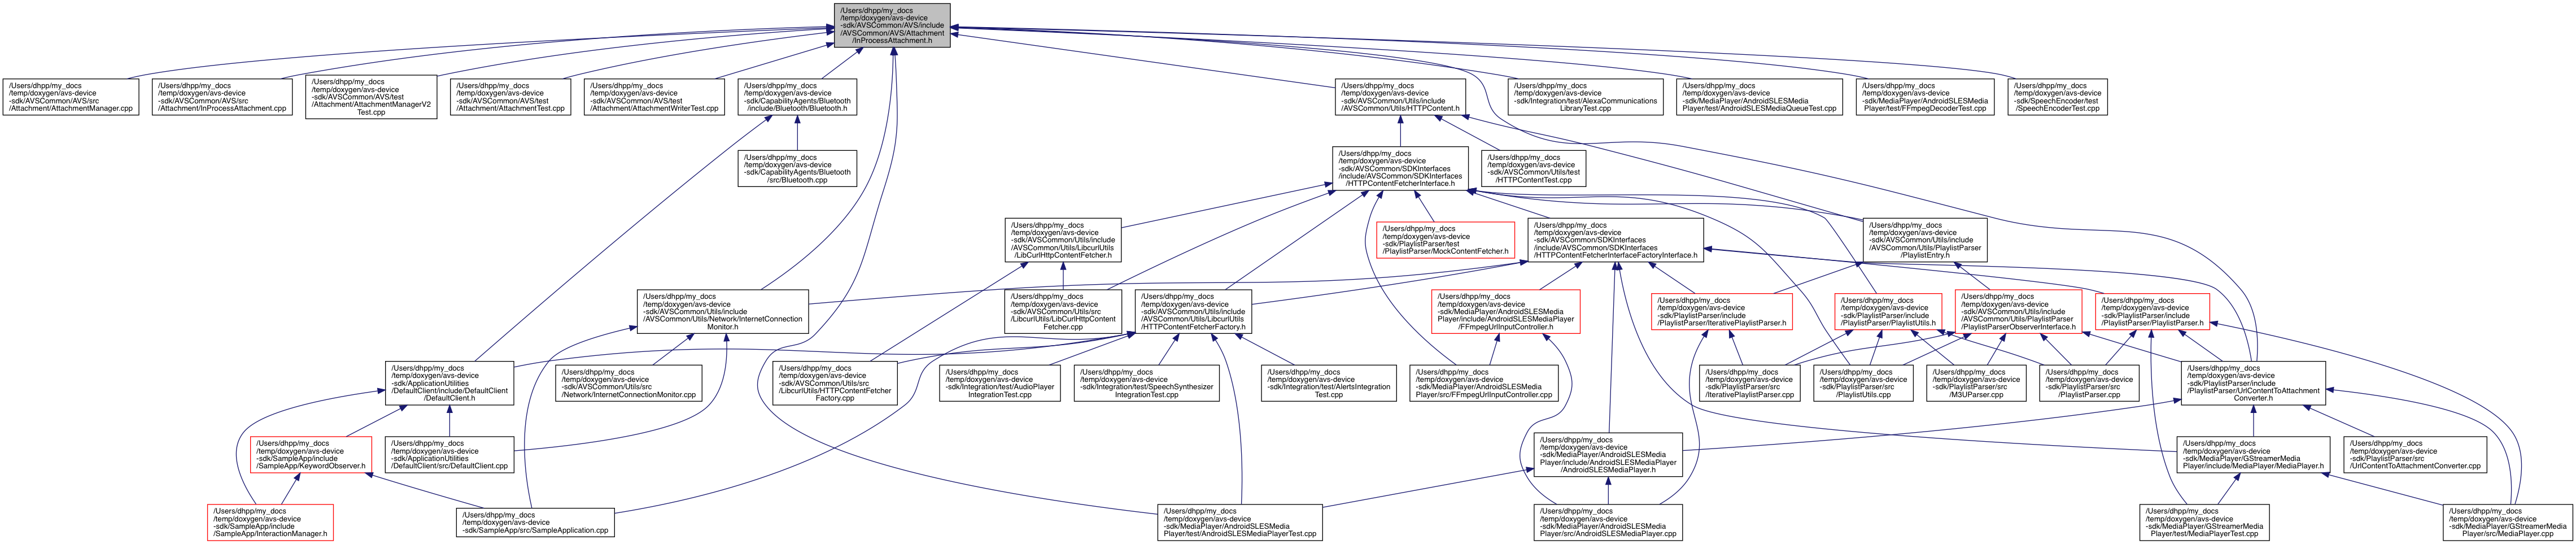 /Users/dhpp/my_docs
/temp/doxygen/avs-device
-sdk/AVSCommon/AVS/include
/AVSCommon/AVS/Attachment
/InProcessAttachment.h
/Users/dhpp/my_docs
/temp/doxygen/avs-device
-sdk/AVSCommon/AVS/src
/Attachment/AttachmentManager.cpp
/Users/dhpp/my_docs
/temp/doxygen/avs-device
-sdk/AVSCommon/AVS/src
/Attachment/InProcessAttachment.cpp
/Users/dhpp/my_docs
/temp/doxygen/avs-device
-sdk/AVSCommon/AVS/test
/Attachment/AttachmentManagerV2
Test.cpp
/Users/dhpp/my_docs
/temp/doxygen/avs-device
-sdk/AVSCommon/AVS/test
/Attachment/AttachmentTest.cpp
/Users/dhpp/my_docs
/temp/doxygen/avs-device
-sdk/AVSCommon/AVS/test
/Attachment/AttachmentWriterTest.cpp
/Users/dhpp/my_docs
/temp/doxygen/avs-device
-sdk/CapabilityAgents/Bluetooth
/include/Bluetooth/Bluetooth.h
/Users/dhpp/my_docs
/temp/doxygen/avs-device
-sdk/AVSCommon/Utils/include
/AVSCommon/Utils/HTTPContent.h
/Users/dhpp/my_docs
/temp/doxygen/avs-device
-sdk/Integration/test/AlexaCommunications
LibraryTest.cpp
/Users/dhpp/my_docs
/temp/doxygen/avs-device
-sdk/MediaPlayer/AndroidSLESMedia
Player/test/AndroidSLESMediaQueueTest.cpp
/Users/dhpp/my_docs
/temp/doxygen/avs-device
-sdk/MediaPlayer/AndroidSLESMedia
Player/test/FFmpegDecoderTest.cpp
/Users/dhpp/my_docs
/temp/doxygen/avs-device
-sdk/SpeechEncoder/test
/SpeechEncoderTest.cpp
/Users/dhpp/my_docs
/temp/doxygen/avs-device
-sdk/CapabilityAgents/Bluetooth
/src/Bluetooth.cpp
/Users/dhpp/my_docs
/temp/doxygen/avs-device
-sdk/AVSCommon/SDKInterfaces
/include/AVSCommon/SDKInterfaces
/HTTPContentFetcherInterface.h
/Users/dhpp/my_docs
/temp/doxygen/avs-device
-sdk/AVSCommon/Utils/test
/HTTPContentTest.cpp
/Users/dhpp/my_docs
/temp/doxygen/avs-device
-sdk/AVSCommon/Utils/include
/AVSCommon/Utils/LibcurlUtils
/LibCurlHttpContentFetcher.h
/Users/dhpp/my_docs
/temp/doxygen/avs-device
-sdk/PlaylistParser/test
/PlaylistParser/MockContentFetcher.h
/Users/dhpp/my_docs
/temp/doxygen/avs-device
-sdk/AVSCommon/SDKInterfaces
/include/AVSCommon/SDKInterfaces
/HTTPContentFetcherInterfaceFactoryInterface.h
/Users/dhpp/my_docs
/temp/doxygen/avs-device
-sdk/AVSCommon/Utils/include
/AVSCommon/Utils/PlaylistParser
/PlaylistEntry.h
/Users/dhpp/my_docs
/temp/doxygen/avs-device
-sdk/AVSCommon/Utils/include
/AVSCommon/Utils/Network/InternetConnection
Monitor.h
/Users/dhpp/my_docs
/temp/doxygen/avs-device
-sdk/AVSCommon/Utils/src
/LibcurlUtils/LibCurlHttpContent
Fetcher.cpp
/Users/dhpp/my_docs
/temp/doxygen/avs-device
-sdk/AVSCommon/Utils/include
/AVSCommon/Utils/LibcurlUtils
/HTTPContentFetcherFactory.h
/Users/dhpp/my_docs
/temp/doxygen/avs-device
-sdk/MediaPlayer/AndroidSLESMedia
Player/include/AndroidSLESMediaPlayer
/FFmpegUrlInputController.h
/Users/dhpp/my_docs
/temp/doxygen/avs-device
-sdk/PlaylistParser/include
/PlaylistParser/IterativePlaylistParser.h
/Users/dhpp/my_docs
/temp/doxygen/avs-device
-sdk/PlaylistParser/include
/PlaylistParser/PlaylistUtils.h
/Users/dhpp/my_docs
/temp/doxygen/avs-device
-sdk/AVSCommon/Utils/include
/AVSCommon/Utils/PlaylistParser
/PlaylistParserObserverInterface.h
/Users/dhpp/my_docs
/temp/doxygen/avs-device
-sdk/PlaylistParser/include
/PlaylistParser/PlaylistParser.h
/Users/dhpp/my_docs
/temp/doxygen/avs-device
-sdk/ApplicationUtilities
/DefaultClient/include/DefaultClient
/DefaultClient.h
/Users/dhpp/my_docs
/temp/doxygen/avs-device
-sdk/AVSCommon/Utils/src
/Network/InternetConnectionMonitor.cpp
/Users/dhpp/my_docs
/temp/doxygen/avs-device
-sdk/AVSCommon/Utils/src
/LibcurlUtils/HTTPContentFetcher
Factory.cpp
/Users/dhpp/my_docs
/temp/doxygen/avs-device
-sdk/Integration/test/AudioPlayer
IntegrationTest.cpp
/Users/dhpp/my_docs
/temp/doxygen/avs-device
-sdk/Integration/test/SpeechSynthesizer
IntegrationTest.cpp
/Users/dhpp/my_docs
/temp/doxygen/avs-device
-sdk/Integration/test/AlertsIntegration
Test.cpp
/Users/dhpp/my_docs
/temp/doxygen/avs-device
-sdk/MediaPlayer/AndroidSLESMedia
Player/src/FFmpegUrlInputController.cpp
/Users/dhpp/my_docs
/temp/doxygen/avs-device
-sdk/PlaylistParser/src
/IterativePlaylistParser.cpp
/Users/dhpp/my_docs
/temp/doxygen/avs-device
-sdk/PlaylistParser/src
/PlaylistUtils.cpp
/Users/dhpp/my_docs
/temp/doxygen/avs-device
-sdk/PlaylistParser/src
/M3UParser.cpp
/Users/dhpp/my_docs
/temp/doxygen/avs-device
-sdk/PlaylistParser/src
/PlaylistParser.cpp
/Users/dhpp/my_docs
/temp/doxygen/avs-device
-sdk/PlaylistParser/include
/PlaylistParser/UrlContentToAttachment
Converter.h
/Users/dhpp/my_docs
/temp/doxygen/avs-device
-sdk/SampleApp/include
/SampleApp/KeywordObserver.h
/Users/dhpp/my_docs
/temp/doxygen/avs-device
-sdk/ApplicationUtilities
/DefaultClient/src/DefaultClient.cpp
/Users/dhpp/my_docs
/temp/doxygen/avs-device
-sdk/MediaPlayer/AndroidSLESMedia
Player/include/AndroidSLESMediaPlayer
/AndroidSLESMediaPlayer.h
/Users/dhpp/my_docs
/temp/doxygen/avs-device
-sdk/MediaPlayer/GStreamerMedia
Player/include/MediaPlayer/MediaPlayer.h
/Users/dhpp/my_docs
/temp/doxygen/avs-device
-sdk/PlaylistParser/src
/UrlContentToAttachmentConverter.cpp
/Users/dhpp/my_docs
/temp/doxygen/avs-device
-sdk/SampleApp/include
/SampleApp/InteractionManager.h
/Users/dhpp/my_docs
/temp/doxygen/avs-device
-sdk/SampleApp/src/SampleApplication.cpp
/Users/dhpp/my_docs
/temp/doxygen/avs-device
-sdk/MediaPlayer/AndroidSLESMedia
Player/test/AndroidSLESMediaPlayerTest.cpp
/Users/dhpp/my_docs
/temp/doxygen/avs-device
-sdk/MediaPlayer/AndroidSLESMedia
Player/src/AndroidSLESMediaPlayer.cpp
/Users/dhpp/my_docs
/temp/doxygen/avs-device
-sdk/MediaPlayer/GStreamerMedia
Player/test/MediaPlayerTest.cpp
/Users/dhpp/my_docs
/temp/doxygen/avs-device
-sdk/MediaPlayer/GStreamerMedia
Player/src/MediaPlayer.cpp